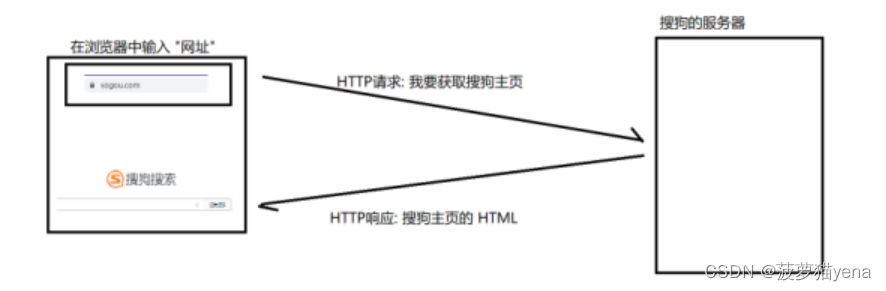 搜狗的服务器
在浏览器中输入 "网址"
sogou.com
HTTP请求: 我要获取搜狗主页
搜狗搜索
HTTP响应: 搜狗主页的 HTML
CSDN @菠萝猫yena